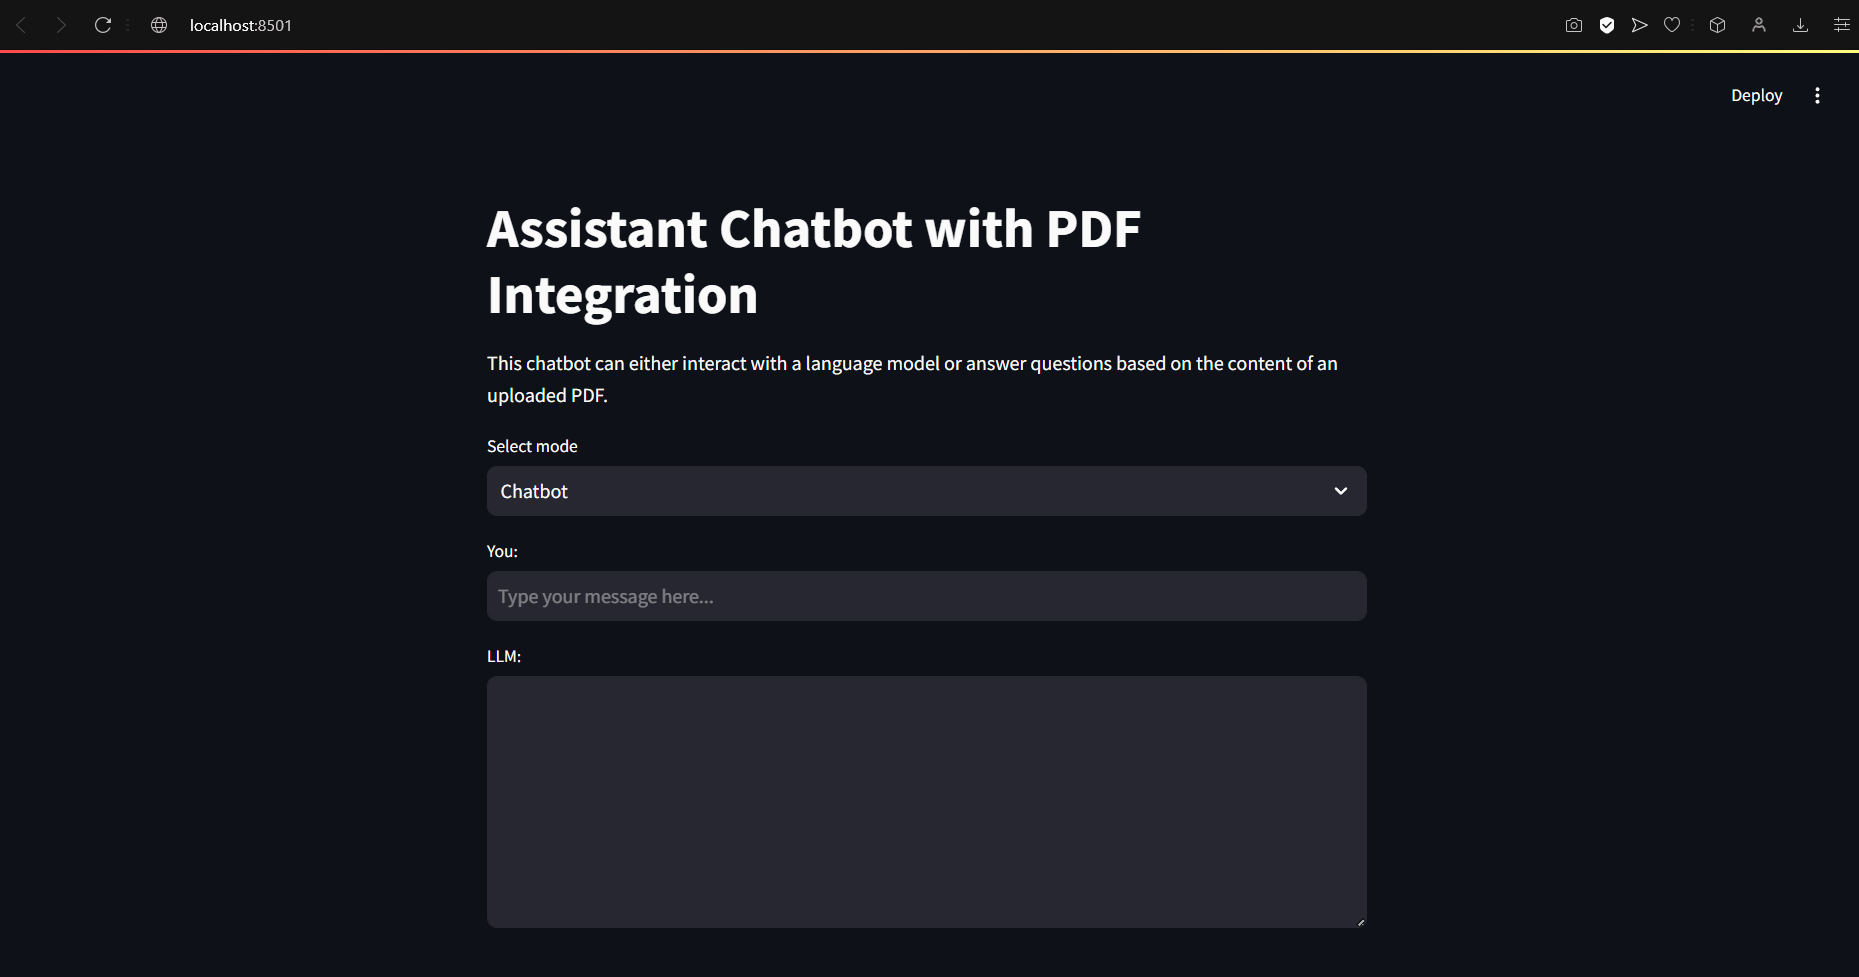 localhost:8501
Deploy
Assistant Chatbot with PDF
Integration
This chatbot can either interact with a language model or answer questions based on the content of an
uploaded PDF.
Select mode
Chatbot
You:
Type your message here...
LLM: